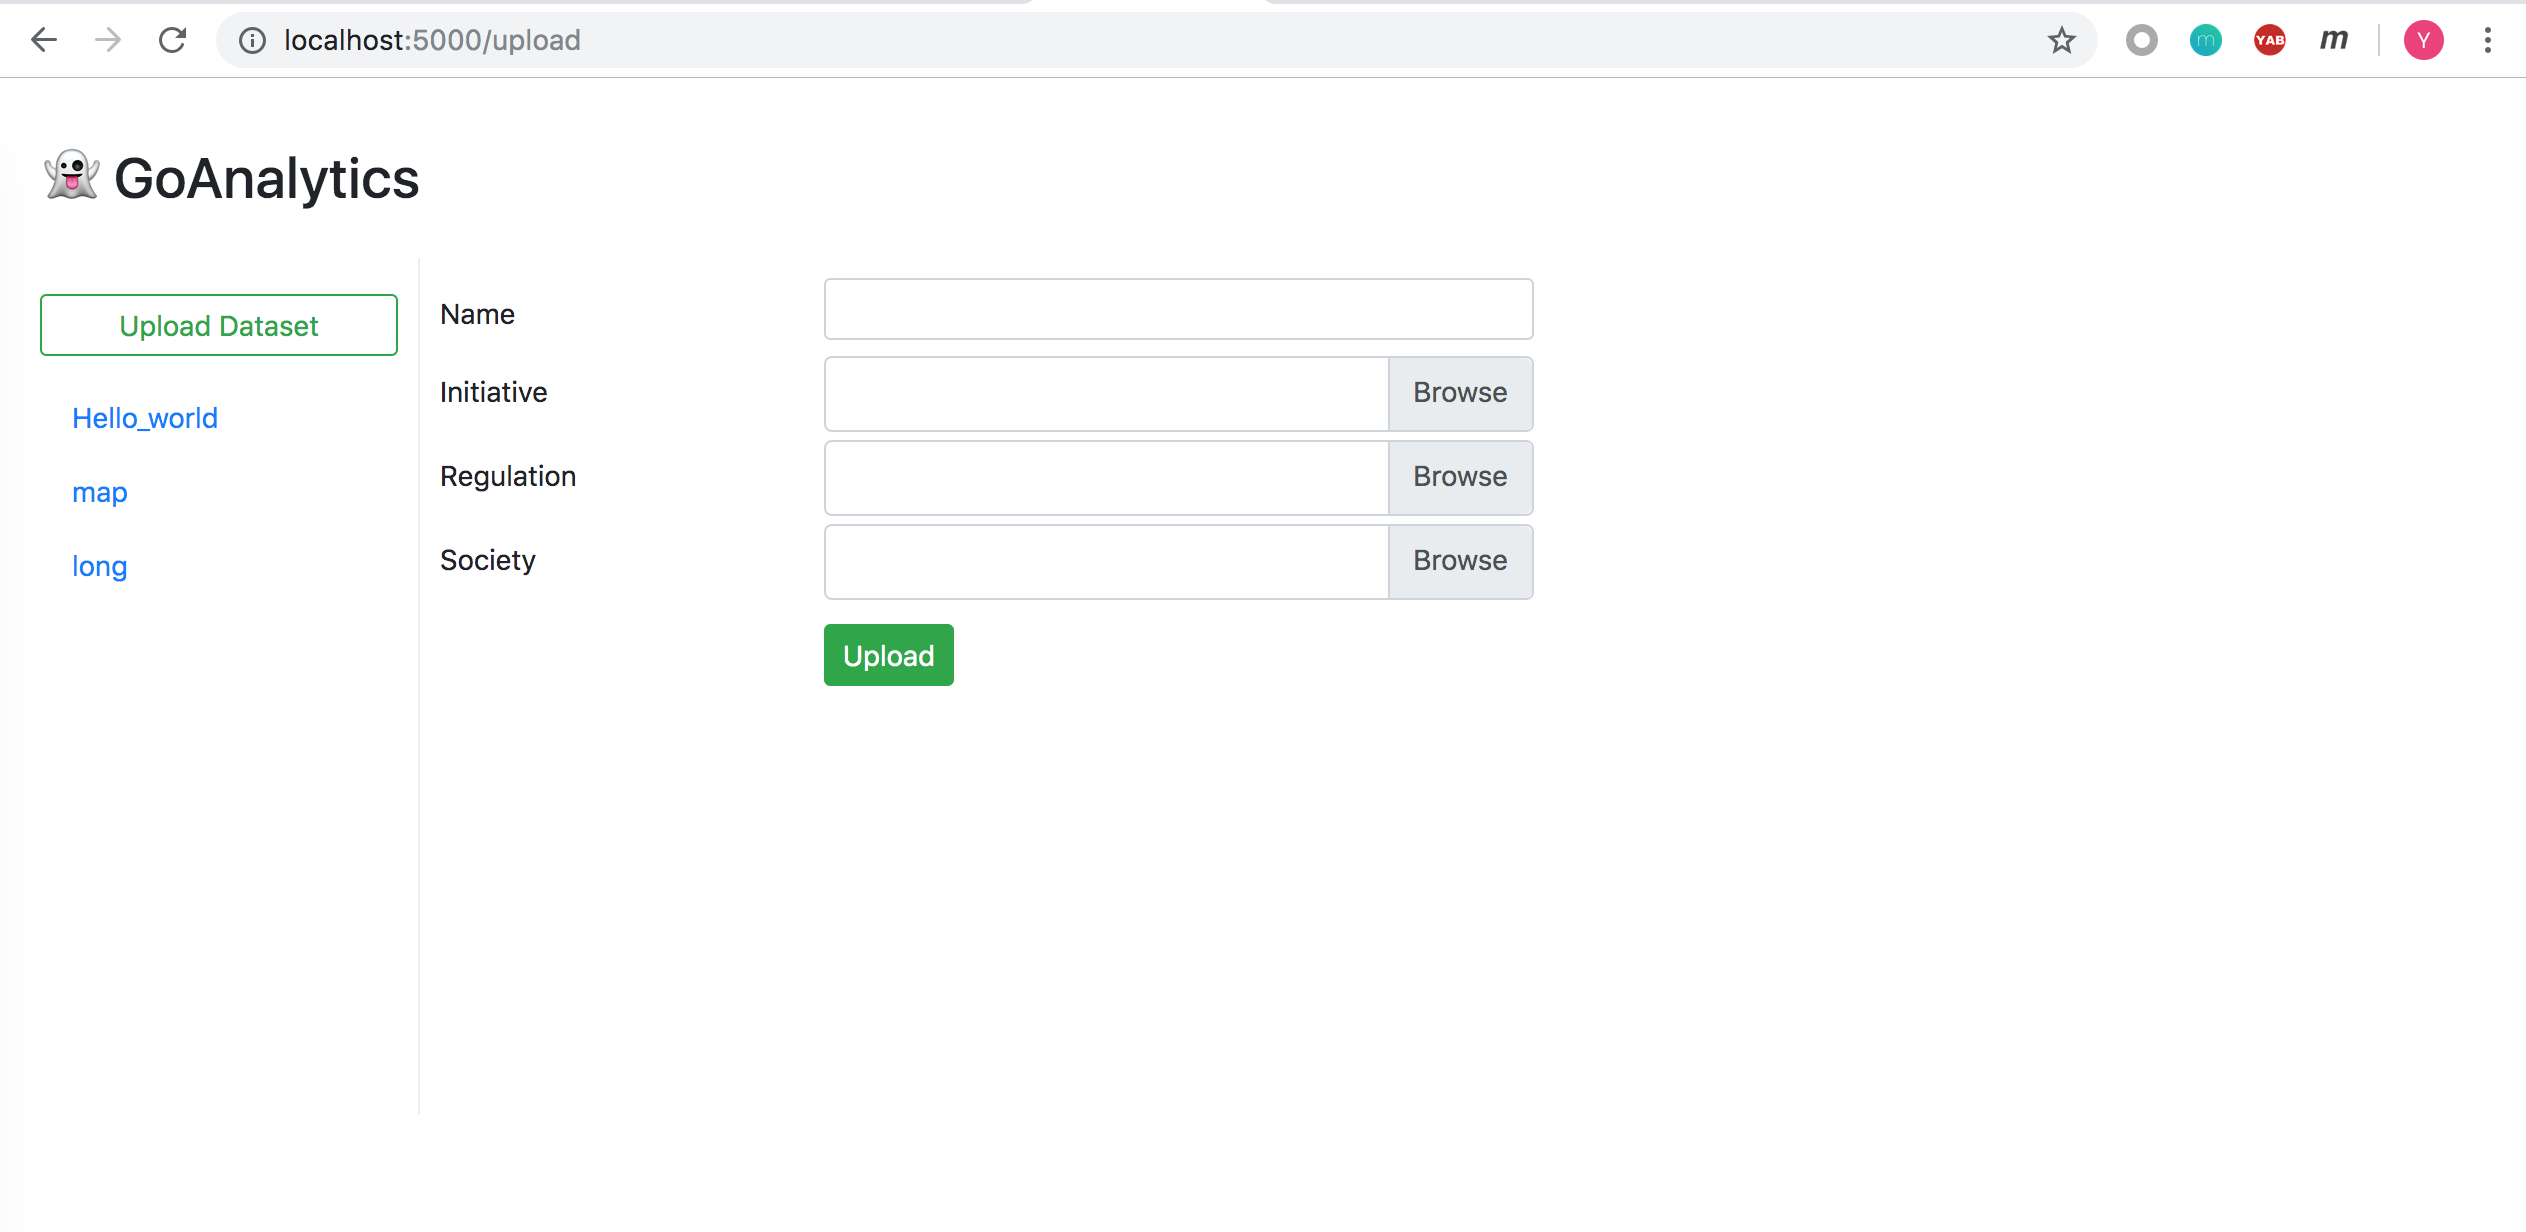 localhost:5000/upload
m
YAB
m
Y
GoAnalytics
Upload Dataset
Hello_world
map
long
Name
Initiative
Browse
Regulation
Browse
Society
Browse
Upload